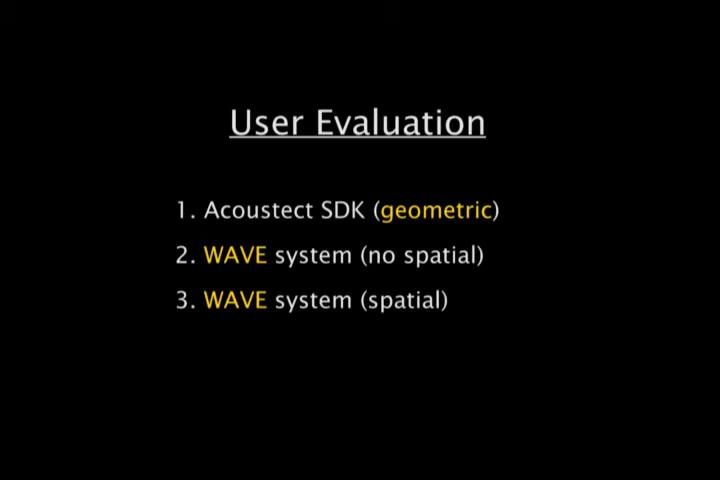 User Evaluation
1. Acoustect SDK (geometric)
2. WAVE system (no spatial)
3. WAVE system (spatial)